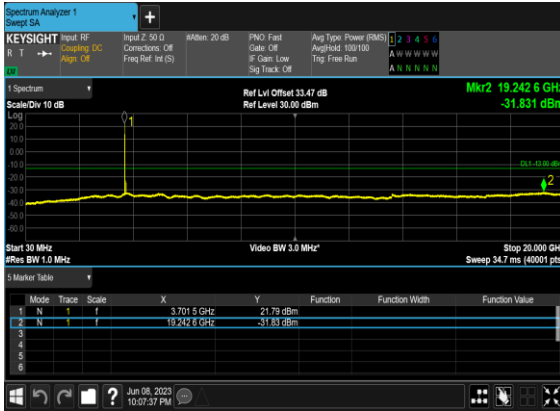 Spectrum Analyzer 1
Swept SA
+
KEYSIGHT Input: RF Input Z: 50 Ω #Atten: 20 dB PNO: Fast Avg Type: Power (RMS) 1 2 3 4 5 6
R T Coupling: DC Corrections: Off Gate: Off Avg|Hold: 100/100 A W W W W W
Align: Off Freq Ref: Int (S) IF Gain: Low Trig: Free Run
Sig Track: Off A N N N N N
1 Spectrum Ref Lvl Offset 33.47 dB Mkr2 19.242 6 GHz
Scale/Div 10 dB Ref Level 30.00 dBm -31.831 dBm
Log
20.0
10.0
0.00
-10.0
-20.0
-30.0
-40.0
-50.0
-60.0
1
DL1 -13.00 dBm
2
Start 30 MHz Video BW 3.0 MHz* Stop 20.000 GHz
#Res BW 1.0 MHz Sweep 34.7 ms (40001 pts)
5 Marker Table
Mode Trace Scale X Y Function Function Width Function Value
1 N 1 f 3.701 5 GHz 21.79 dBm
2 N 1 f 19.242 6 GHz -31.83 dBm
3
4
5
6
? Jun 08, 2023
10:07:37 PM